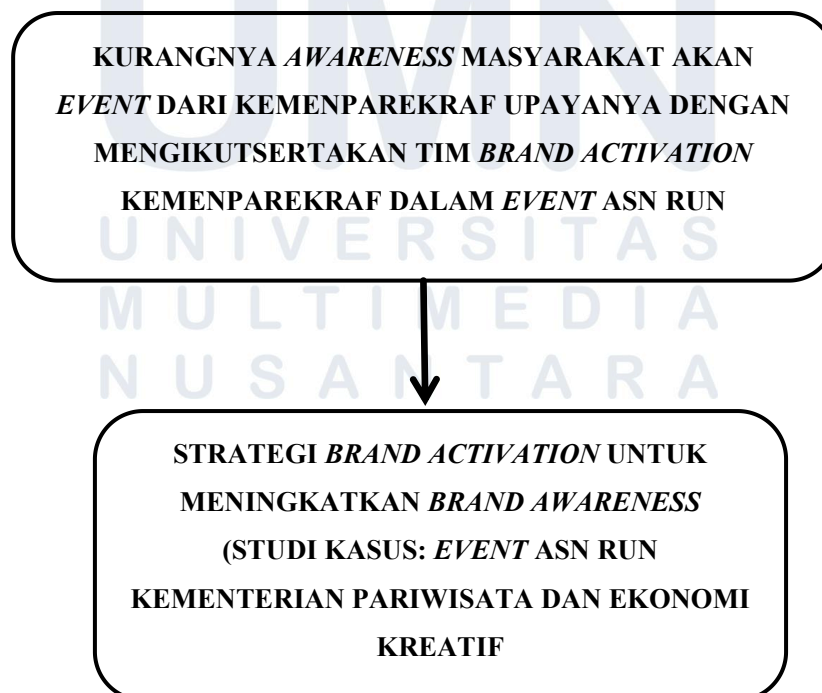 UMN
KURANGNYA AWARENESS MASYARAKAT AKAN
EVENT DARI KEMENPAREKRAF UPAYANYA DENGAN
MENGIKUTSERTAKAN TIM BRAND ACTIVATION
KEMENPAREKRAF DALAM EVENT ASN RUN
UNIVERSITAS
MULTIMEDIA
NUSANTARA
STRATEGI BRAND ACTIVATION UNTUK
MENINGKATKAN BRAND AWARENESS
(STUDI KASUS: EVENT ASN RUN
KEMENTERIAN PARIWISATA DAN EKONOMI
KREATIF